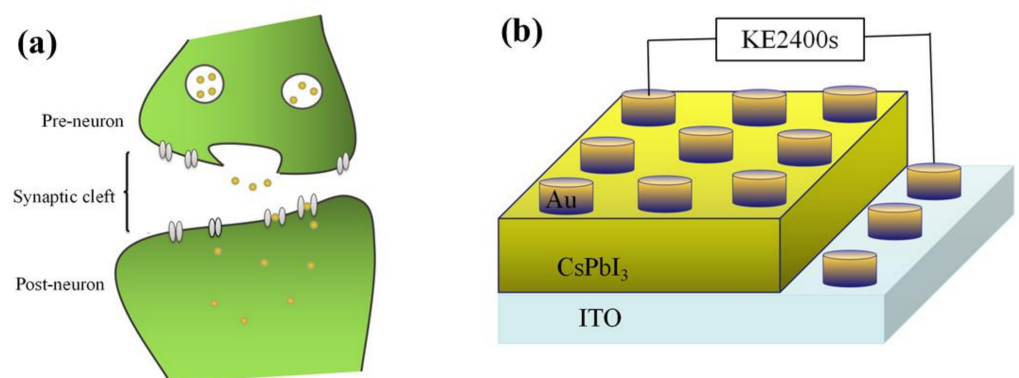 (a)
Pre-neuron
Synaptic cleft
Post-neuron
(b)
KE2400s
Au
CsPbI₃
ITO